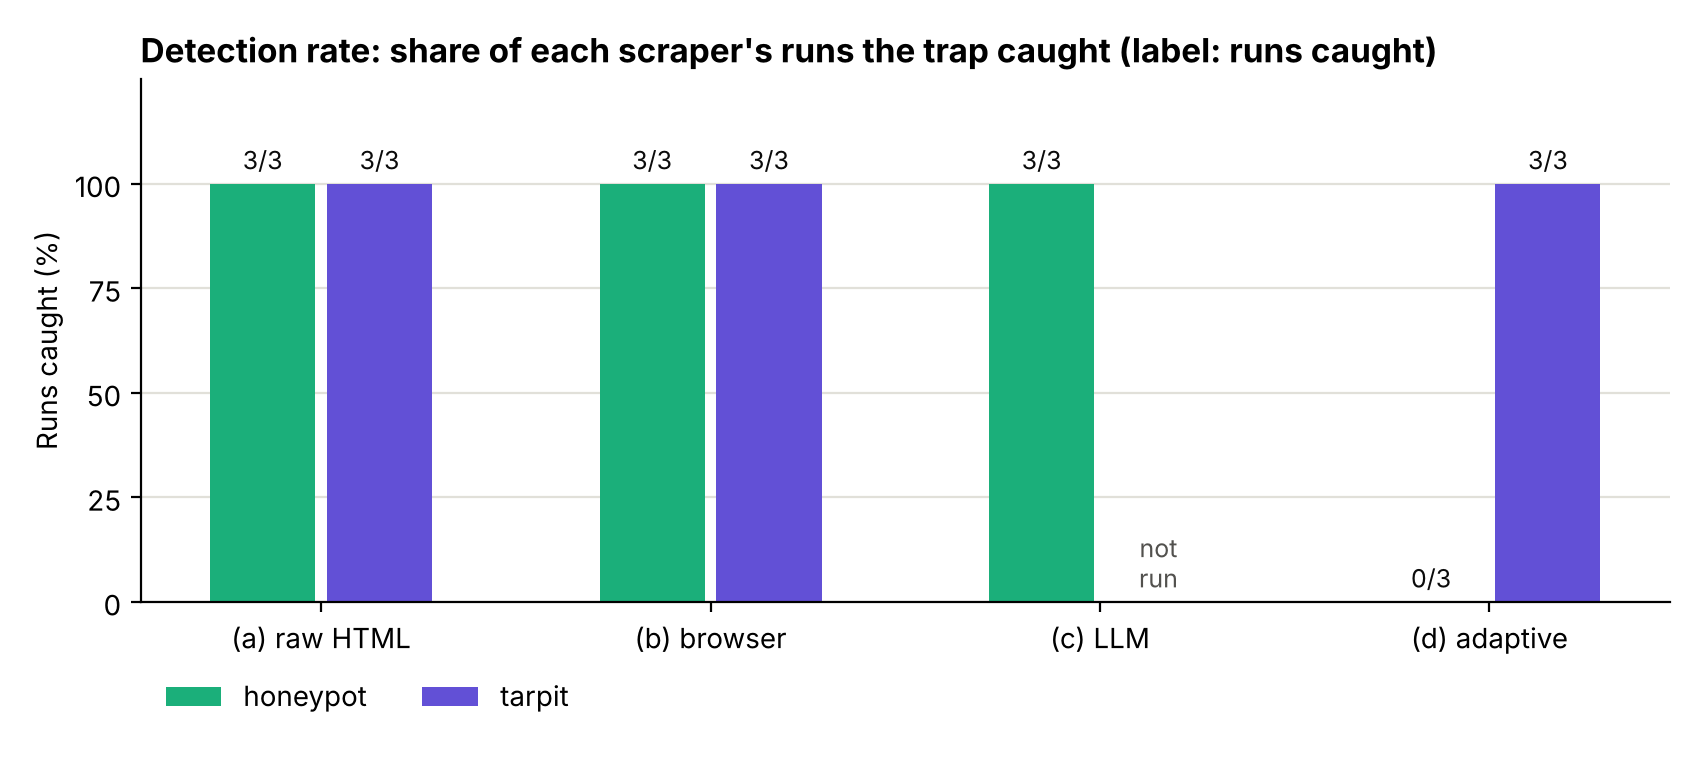 Detection rate: share of each scraper's runs the trap caught (label: runs caught)
Runs caught (%)
100
75
50
25
0
3/3
3/3
3/3
3/3
3/3
not
run
0/3
3/3
(a) raw HTML
(b) browser
(c) LLM
(d) adaptive
honeypot
tarpit